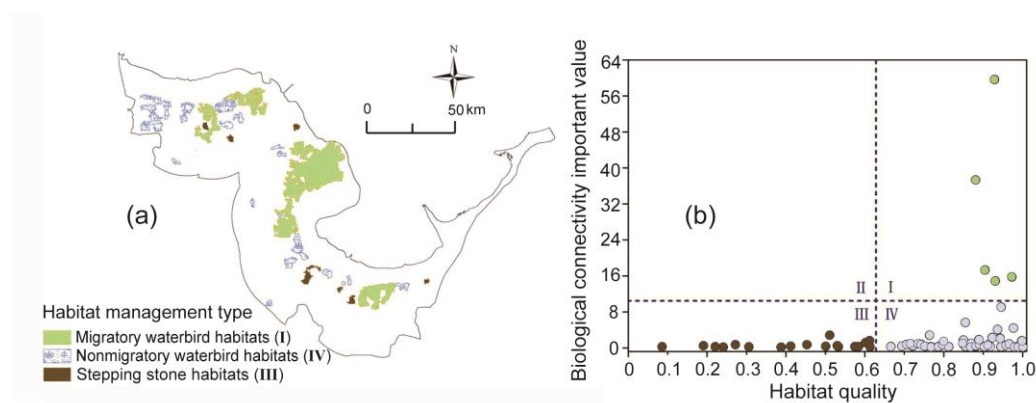 N
0
50 km
(a)
Habitat management type
Migratory waterbird habitats (I)
Nonmigratory waterbird habitats (IV)
Stepping stone habitats (III)
Biological connectivity important value
64
56
48
40
32
24
16
8
0
(b)
II I
III IV
0 0.1 0.2 0.3 0.4 0.5 0.6 0.7 0.8 0.9 1.0
Habitat quality